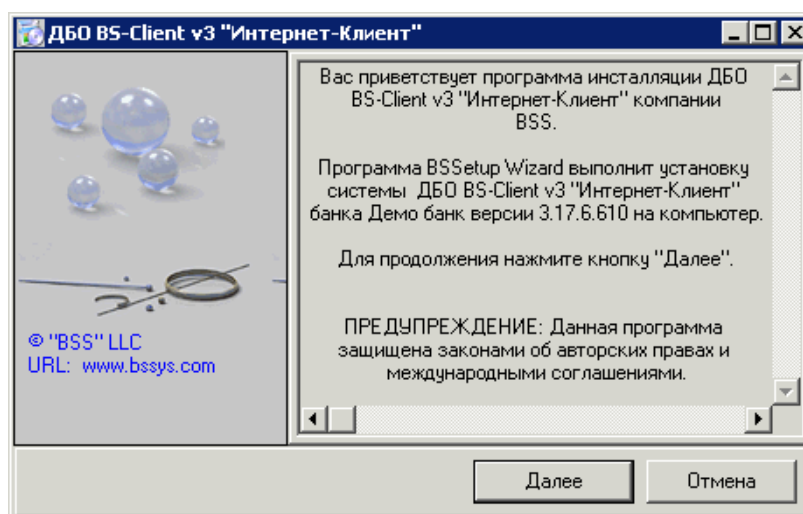 ДБО BS-Client v3 "Интернет-Клиент"
Вас приветствует программа инсталляции ДБО
BS-Client v3 "Интернет-Клиент" компании
BSS.
Программа BSSetup Wizard выполнит установку
системы ДБО BS-Client v3 "Интернет-Клиент"
банка Демо банк версии 3.17.6.610 на компьютер.
Для продолжения нажмите кнопку "Далее".
ПРЕДУПРЕЖДЕНИЕ: Данная программа
защищена законами об авторских правах и
международными соглашениями.
© "BSS" LLC
URL: www.bssys.com
Далее
Отмена